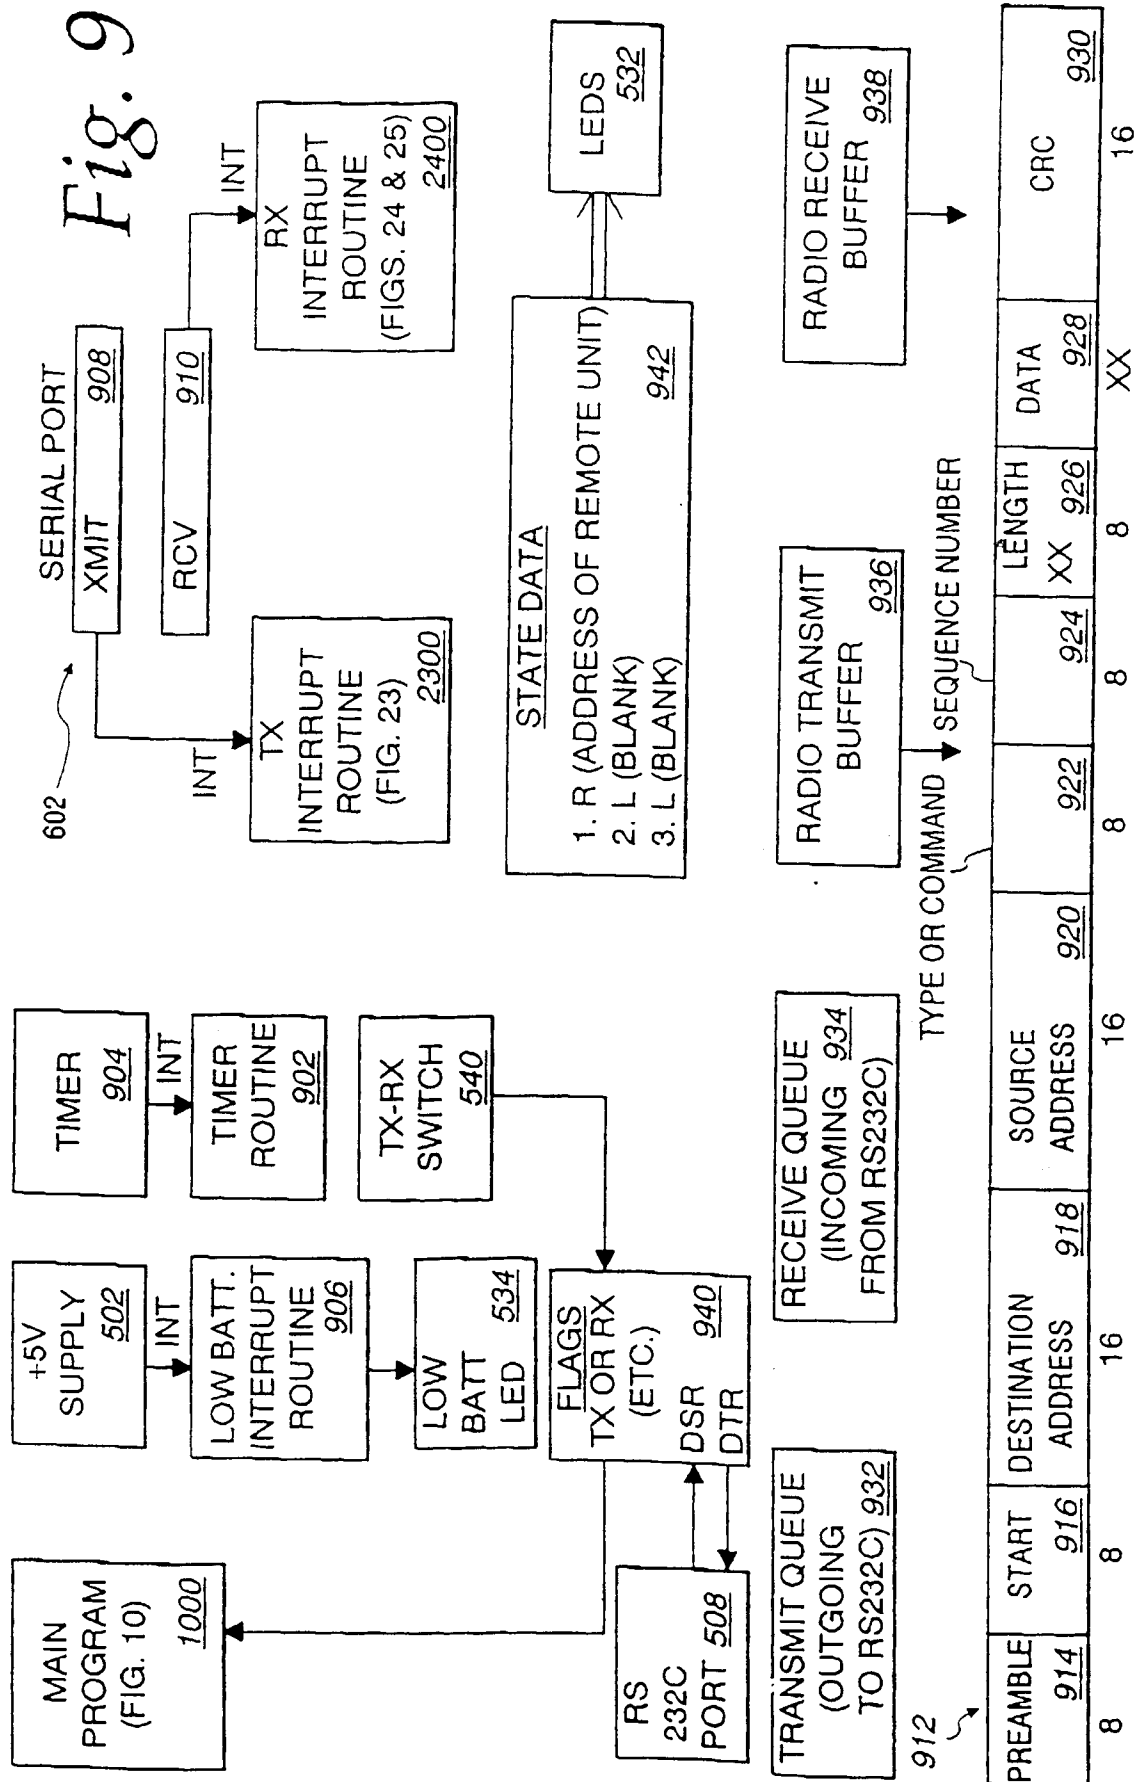 Fig. 9
MAIN
PROGRAM
(FIG. 10)
1000
+5V
SUPPLY
502
INT
LOW BATT.
INTERRUPT
ROUTINE
906
LOW
BATT
LED
534
TIMER
904
INT
TIMER
ROUTINE
902
TX-RX
SWITCH
540
FLAGS
TX OR RX
(ETC.)
940
DSR
DTR
RS
232C
PORT 508
602
SERIAL PORT
XMIT 908
RCV 910
INT
TX
INTERRUPT
ROUTINE
(FIG. 23)
2300
INT
RX
INTERRUPT
ROUTINE
(FIGS. 24 & 25)
2400
STATE DATA
1. R (ADDRESS OF REMOTE UNIT)
2. L (BLANK)
3. L (BLANK)
942
LEDS
532
TRANSMIT QUEUE
(OUTGOING
TO RS232C) 932
RECEIVE QUEUE
(INCOMING 934
FROM RS232C)
RADIO TRANSMIT
BUFFER
936
RADIO RECEIVE
BUFFER
938
912
TYPE OR COMMAND
SEQUENCE NUMBER
PREAMBLE
914
8
START
916
8
DESTINATION
ADDRESS
918
16
SOURCE
ADDRESS
920
16
922
8
924
8
LENGTH
XX 926
8
DATA
928
XX
CRC
930
16